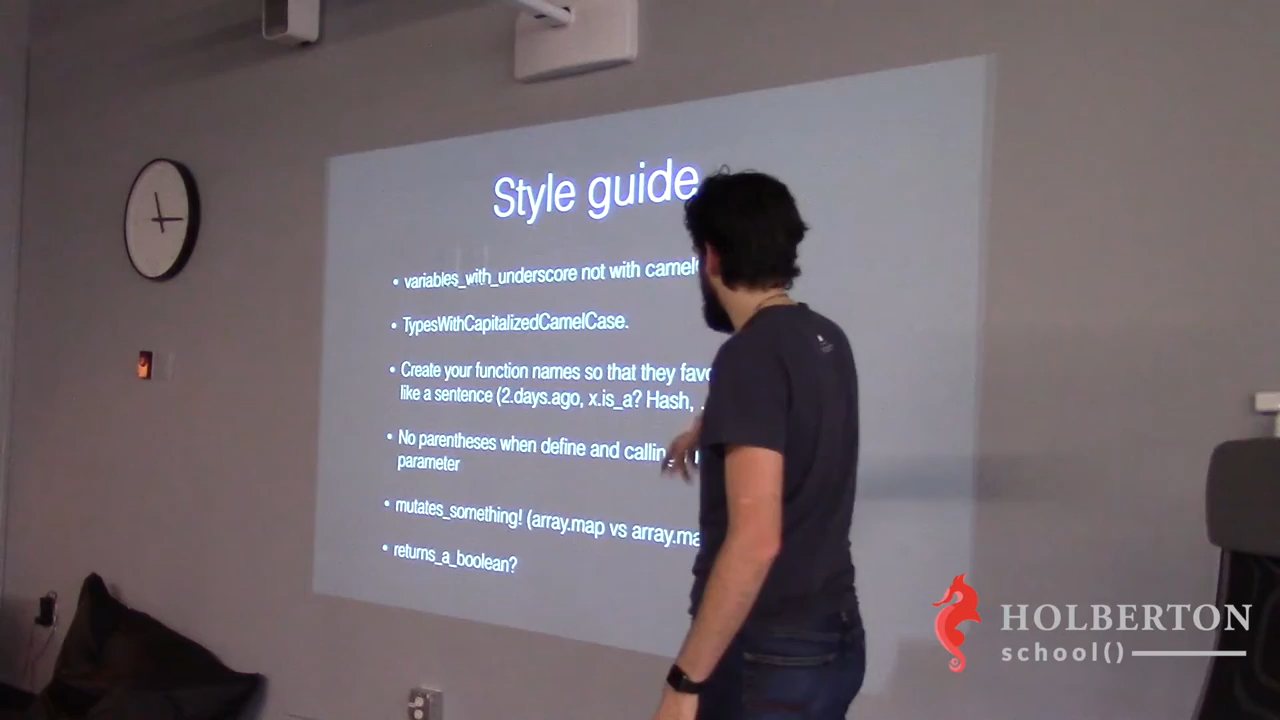 Style guide
• variables_with_underscore not with camel
• TypesWithCapitalizedCamelCase.
• Create your function names so that they favo
like a sentence (2.days.ago, x.is_a? Hash, .
• No parentheses when define and calling
parameter
• mutates_something! (array.map vs array.ma
• returns_a_boolean?
HOLBERTON
school()